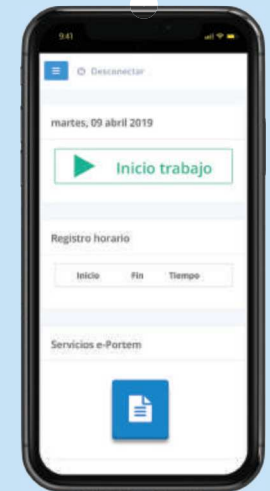 9:41
Desconectar
martes, 09 abril 2019
Inicio trabajo
Registro horario
Inicio Fin Tiempo
Servicios e-Portem